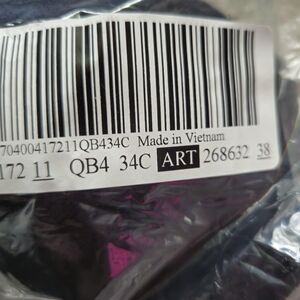 70400417211QB434C Made in Vietnam
172 11 QB4 34C ART 268632 38